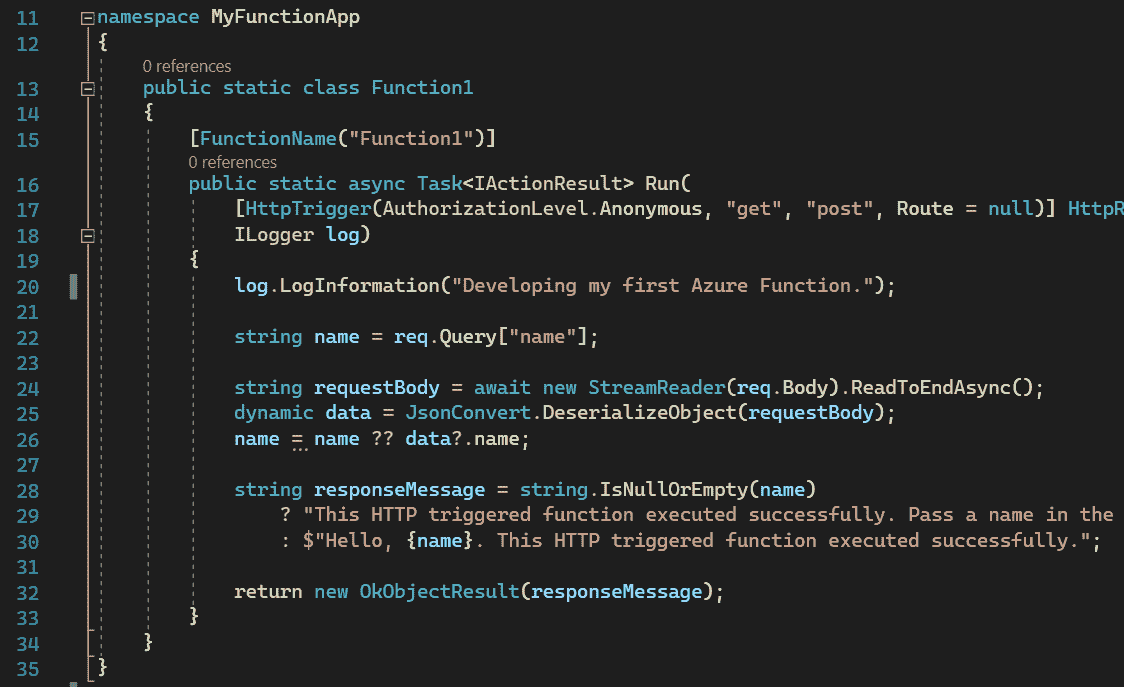 11 namespace MyFunctionApp
12 {
0 references
13 public static class Function1
14 {
15 [FunctionName("Function1")]
0 references
16 public static async Task<IActionResult> Run(
17 [HttpTrigger(AuthorizationLevel.Anonymous, "get", "post", Route = null)] HttpR
18 ILogger log)
19 {
20 log.LogInformation("Developing my first Azure Function.");
21
22 string name = req.Query["name"];
23
24 string requestBody = await new StreamReader(req.Body).ReadToEndAsync();
25 dynamic data = JsonConvert.DeserializeObject(requestBody);
26 name = name ?? data?.name;
27
28 string responseMessage = string.IsNullOrEmpty(name)
29 ? "This HTTP triggered function executed successfully. Pass a name in the
30 : $"Hello, {name}. This HTTP triggered function executed successfully.";
31
32 return new OkObjectResult(responseMessage);
33 }
34 }
35 }